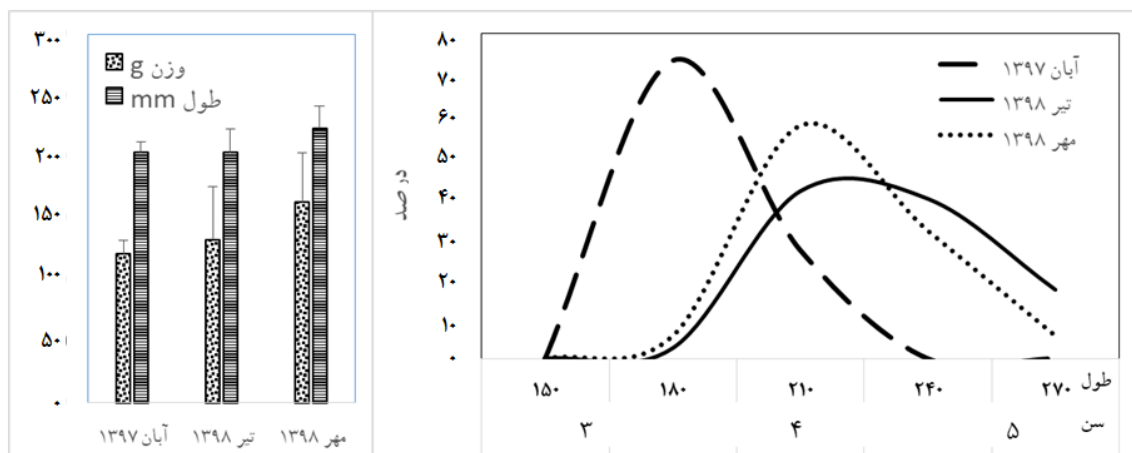 ۳۰۰
۲۵۰
۲۰۰
۱۵۰
۱۰۰
۵۰
۰
وزن g
طول mm
آبان ۱۳۹۷
تیر ۱۳۹۸
مهر ۱۳۹۸
درصد
۸۰
۷۰
۶۰
۵۰
۴۰
۳۰
۲۰
۱۰
۰
آبان ۱۳۹۷
تیر ۱۳۹۸
مهر ۱۳۹۸
۱۵۰ ۱۸۰ ۲۱۰ ۲۴۰ ۲۷۰ طول
۳ ۴ ۵ سن